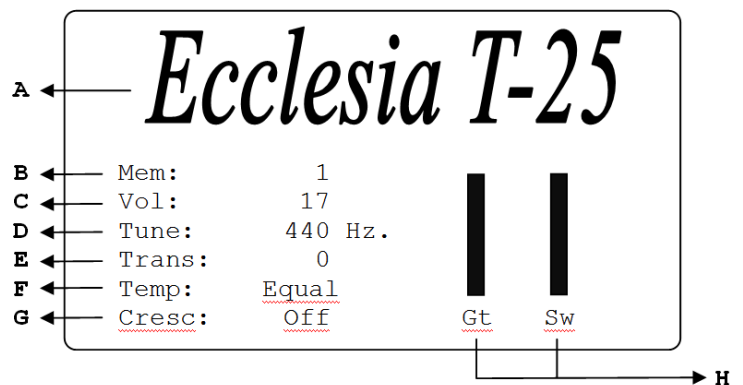 A Ecclesia T-25
B Mem: 1
C Vol: 17
D Tune: 440 Hz.
E Trans: 0
F Temp: Equal
G Cresc: Off Gt Sw
H